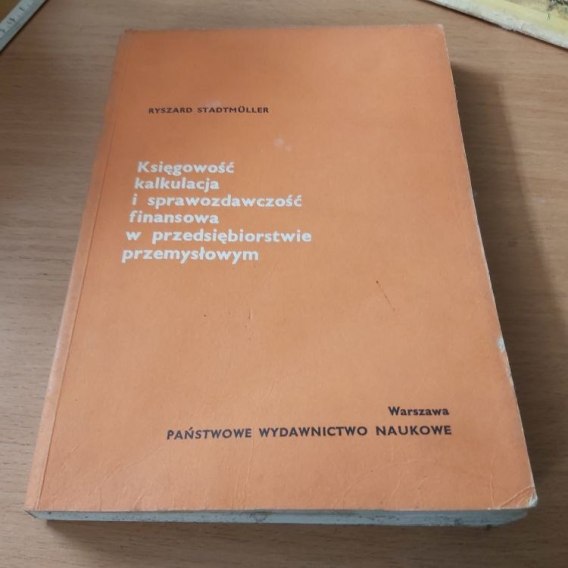 RYSZARD STADTMÜLLER
Księgowość
kalkulacja
i sprawozdawczość
finansowa
w przedsiębiorstwie
przemysłowym
Warszawa
PAŃSTWOWE WYDAWNICTWO NAUKOWE